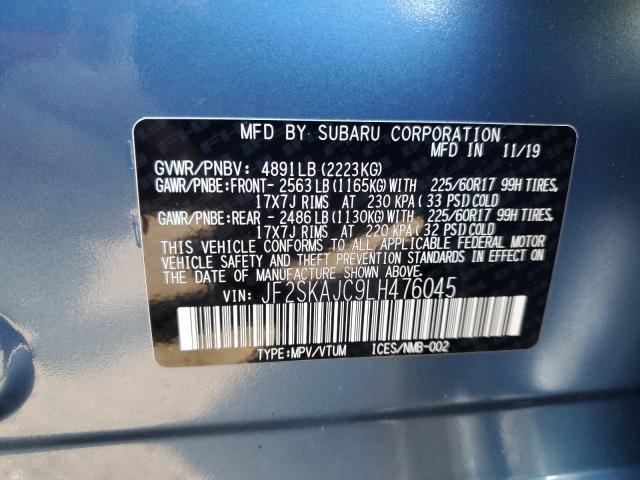 MFD BY SUBARU CORPORATION
MFD IN 11/19
GVWR/PNBV: 4891LB(2223KG)
GAWR/PNBE:FRONT- 2563LB(1165KG)WITH 225/60R17 99H TIRES,
17x7J RIMS AT 230 KPA(33 PSI)COLD
GAWR/PNBE:REAR - 2486LB(1130KG)WITH 225/60R17 99H TIRES,
17x7J RIMS AT 220 KPA(32 PSI)COLD
THIS VEHICLE CONFORMS TO ALL APPLICABLE FEDERAL MOTOR
VEHICLE SAFETY AND THEFT PREVENTION STANDARDS IN EFFECT ON
THE DATE OF MANUFACTURE SHOWN ABOVE.
VIN: JF2SKAJC9LH476045
TYPE:MPV/VTUM ICES/NMB-002